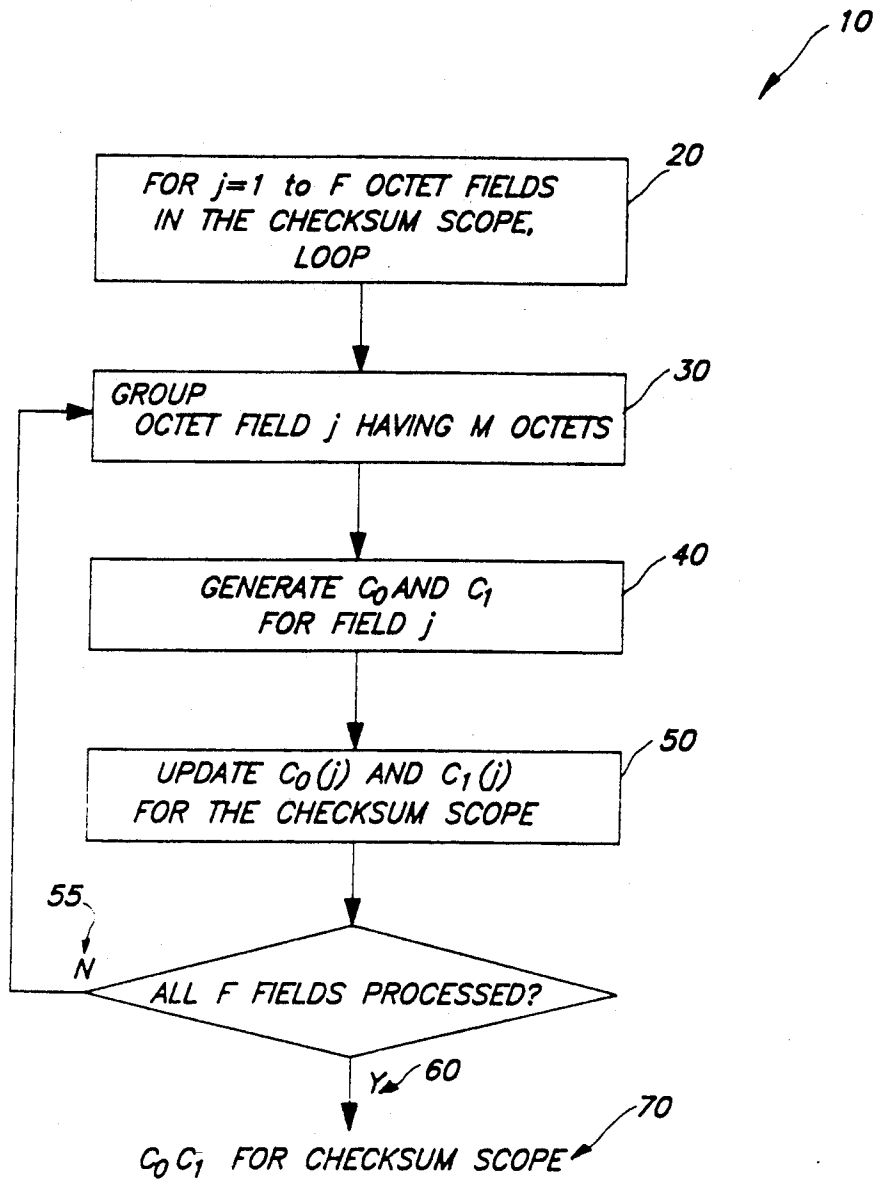 10
20
FOR j=1 to F OCTET FIELDS
IN THE CHECKSUM SCOPE,
LOOP
30
GROUP
OCTET FIELD j HAVING M OCTETS
40
GENERATE C₀ AND C₁
FOR FIELD j
50
UPDATE C₀(j) AND C₁(j)
FOR THE CHECKSUM SCOPE
55
N
ALL F FIELDS PROCESSED?
Y
60
70
C₀ C₁ FOR CHECKSUM SCOPE